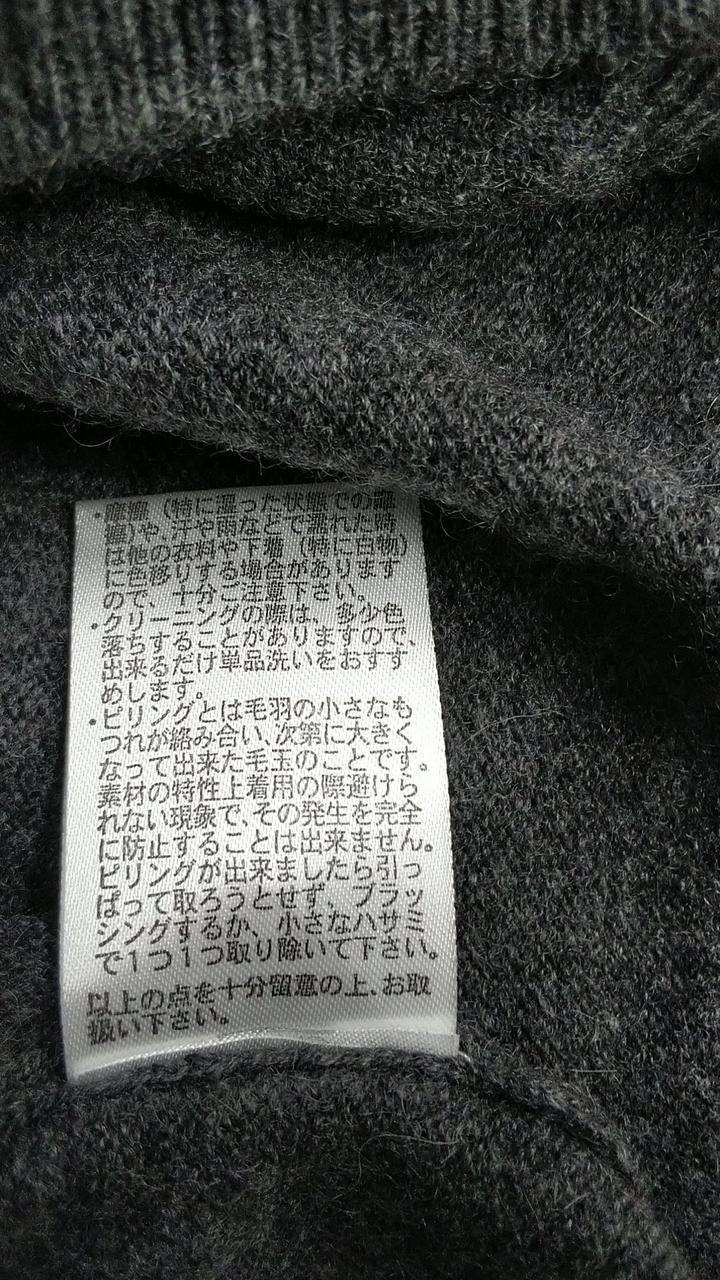 ・摩擦（特に湿った状態での摩
擦）や、汗や雨などで濡れた時
は他の衣料や下着（特に白物）
に色移りする場合があります
ので、十分ご注意下さい。
・クリーニングの際は、多少色
落ちすることがありますので、
出来るだけ単品洗いをおすす
めします。
・ピリングとは毛羽の小さなも
つれが絡み合い、次第に大きく
なって出来た毛玉のことです。
素材の特性上着用の際避けら
れない現象で、その発生を完全
に防止することは出来ません。
ピリングが出来ましたら引っ
ぱって取ろうとせず、ブラッ
シングするか、小さなハサミ
で1つ1つ取り除いて下さい。
以上の点を十分留意の上、お取
扱い下さい。